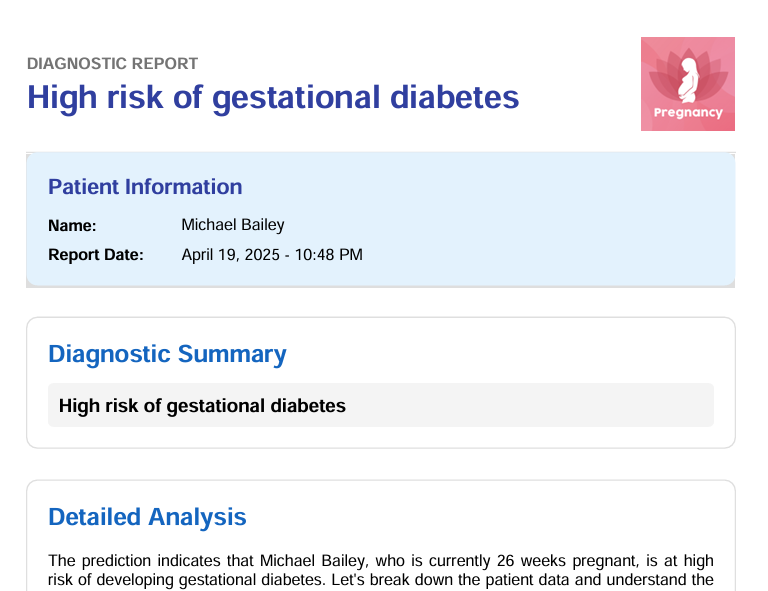 DIAGNOSTIC REPORT
High risk of gestational diabetes
Pregnancy
Patient Information
Name: Michael Bailey
Report Date: April 19, 2025 - 10:48 PM
Diagnostic Summary
High risk of gestational diabetes
Detailed Analysis
The prediction indicates that Michael Bailey, who is currently 26 weeks pregnant, is at high
risk of developing gestational diabetes. Let's break down the patient data and understand the